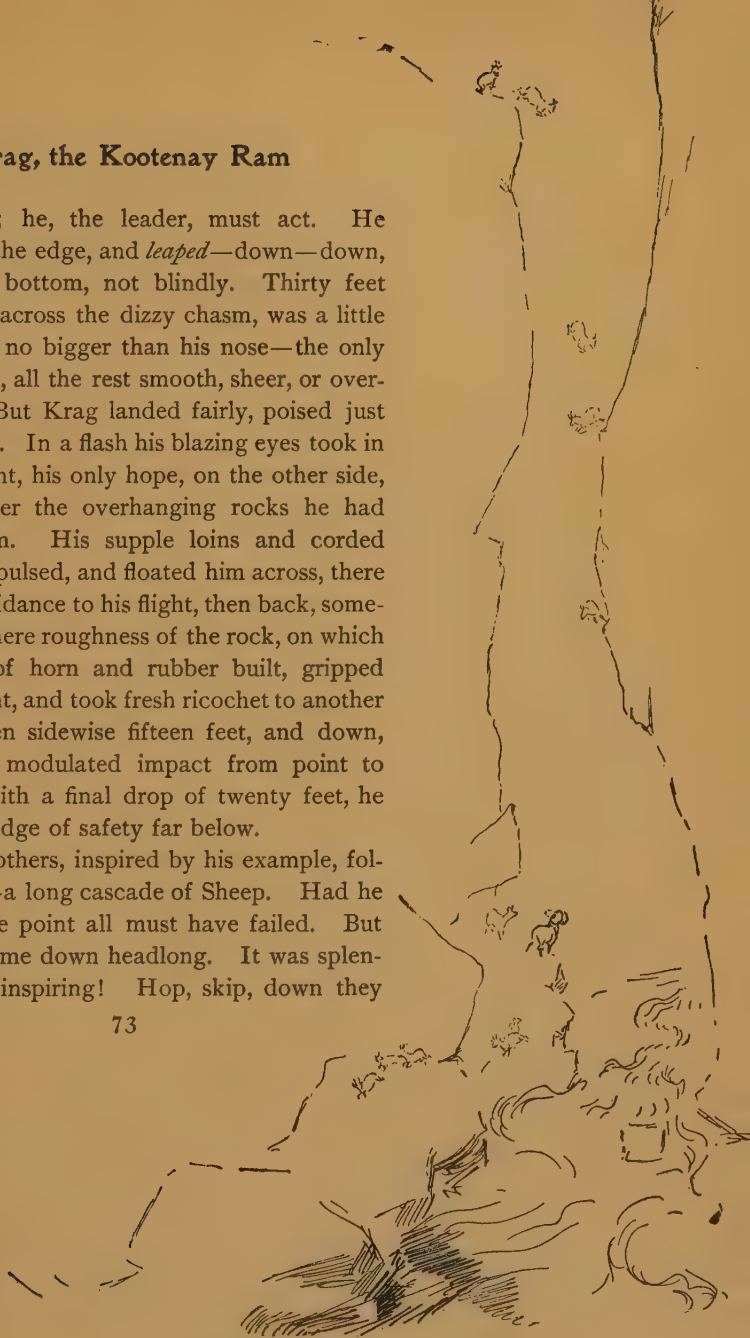 rag, the Kootenay Ram
; he, the leader, must act. He
he edge, and leaped—down—down,
bottom, not blindly. Thirty feet
across the dizzy chasm, was a little
no bigger than his nose—the only
, all the rest smooth, sheer, or over-
But Krag landed fairly, poised just
. In a flash his blazing eyes took in
nt, his only hope, on the other side,
er the overhanging rocks he had
m. His supple loins and corded
pulsed, and floated him across, there
idance to his flight, then back, some-
here roughness of the rock, on which
of horn and rubber built, gripped
nt, and took fresh ricochet to another
en sidewise fifteen feet, and down,
modulated impact from point to
ith a final drop of twenty feet, he
dge of safety far below.
others, inspired by his example, fol-
-a long cascade of Sheep. Had he
e point all must have failed. But
me down headlong. It was splen-
inspiring! Hop, skip, down they
73